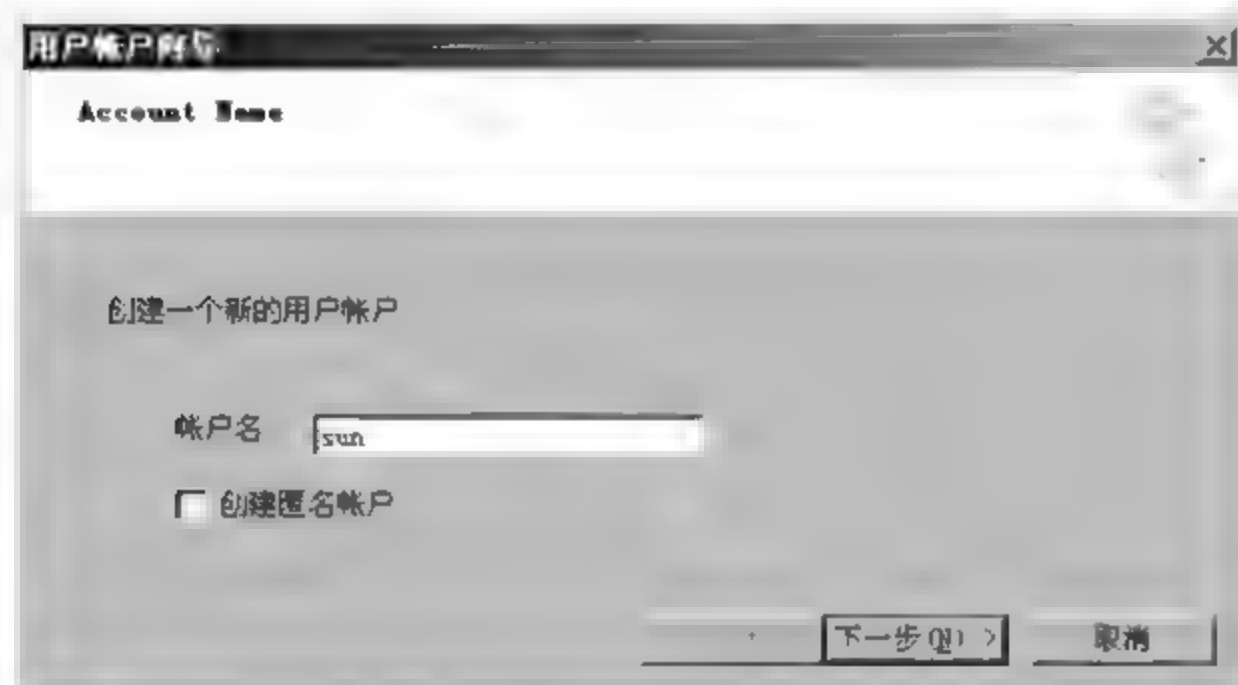 用户帐户向导
Account Name
创建一个新的用户帐户
帐户名
sun
创建匿名帐户
下一步(N) >
取消